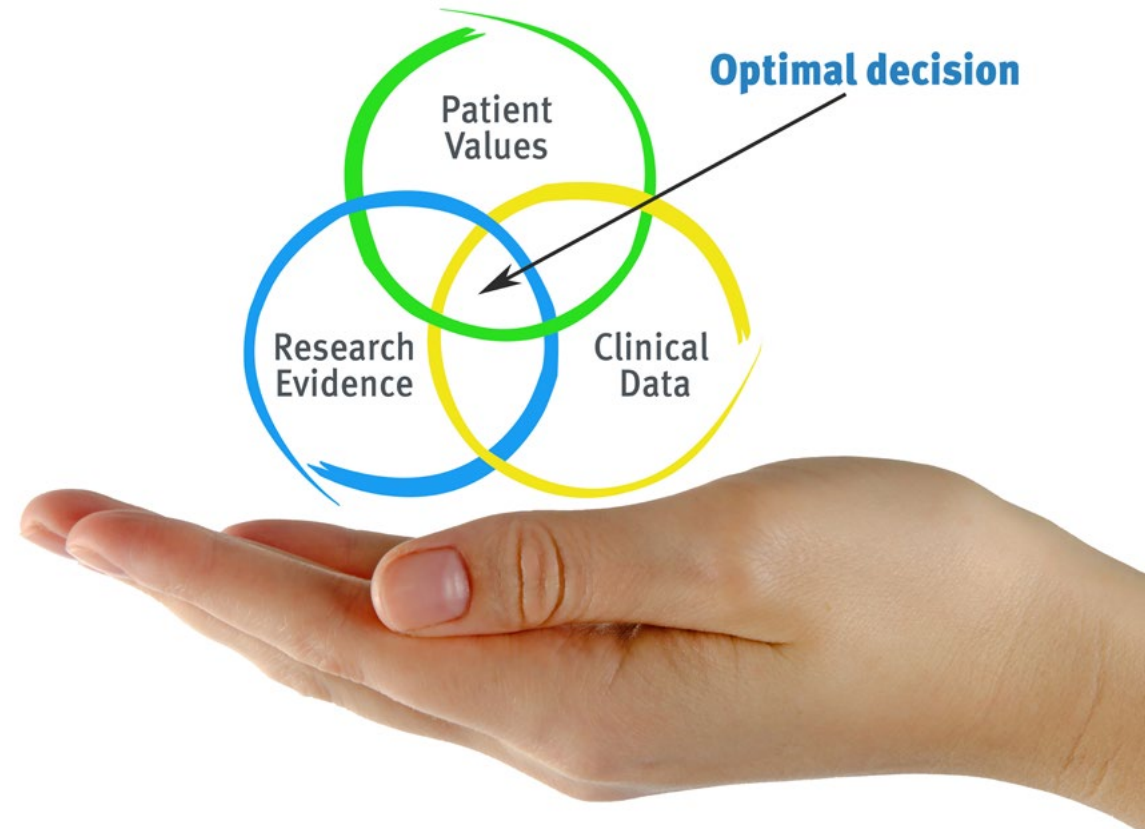 Optimal decision
Patient
Values
Research
Evidence
Clinical
Data